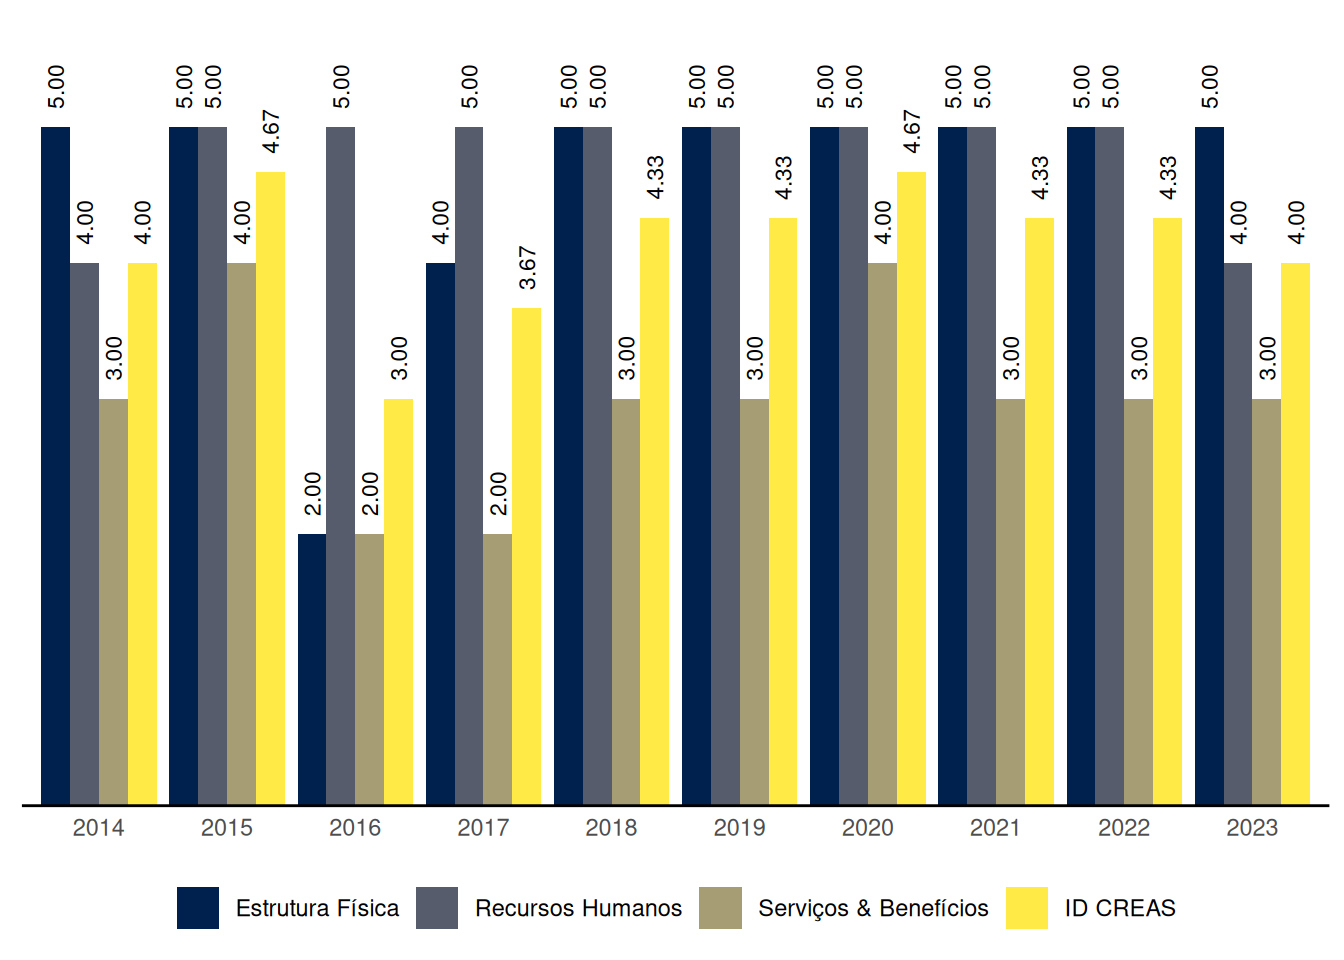 5.00 5.00 5.00 5.00 5.00 5.00 5.00 5.00 5.00 5.00 5.00 5.00 5.00 5.00 5.00 5.00
4.67 4.67
4.33 4.33 4.33 4.33
4.00 4.00 4.00 4.00 4.00 4.00 4.00
3.67
3.00 3.00 3.00 3.00 3.00 3.00 3.00
2.00 2.00 2.00
2014 2015 2016 2017 2018 2019 2020 2021 2022 2023
Estrutura Física Recursos Humanos Serviços & Benefícios ID CREAS